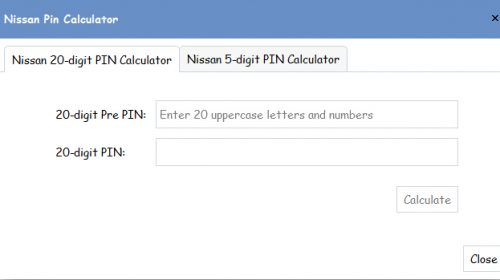 Nissan Pin Calculator ×
Nissan 20-digit PIN Calculator Nissan 5-digit PIN Calculator
20-digit Pre PIN: Enter 20 uppercase letters and numbers
20-digit PIN:
Calculate
Close